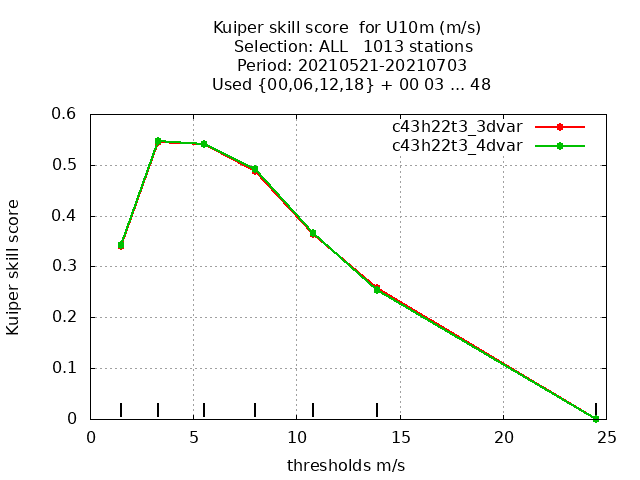 Kuiper skill score  for U10m (m/s)
Selection: ALL   1013 stations
Period: 20210521-20210703
Used {00,06,12,18} + 00 03 ... 48
c43h22t3_3dvar
c43h22t3_4dvar
Kuiper skill score
0.6
0.5
0.4
0.3
0.2
0.1
0
0 5 10 15 20 25
thresholds m/s